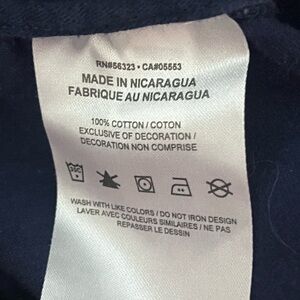 RN#56323 • CA#05553
MADE IN NICARAGUA
FABRIQUE AU NICARAGUA
100% COTTON / COTON
EXCLUSIVE OF DECORATION /
DECORATION NON COMPRISE
WASH WITH LIKE COLORS / DO NOT IRON DESIGN
LAVER AVEC COULEURS SIMILAIRES / NE PAS
REPASSER LE DESSIN